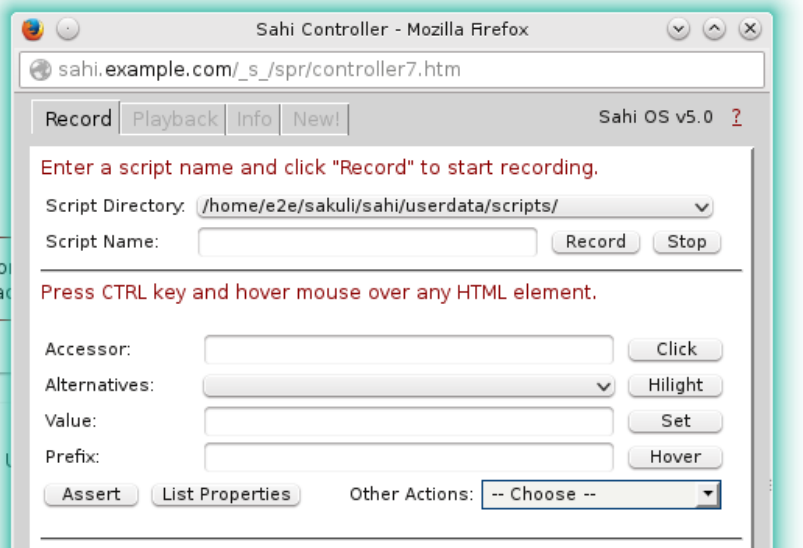 Sahi Controller - Mozilla Firefox
sahi.example.com/_s_/spr/controller7.htm
Record Playback Info New! Sahi OS v5.0 ?
Enter a script name and click "Record" to start recording.
Script Directory: /home/e2e/sakuli/sahi/userdata/scripts/
Script Name: Record Stop
Press CTRL key and hover mouse over any HTML element.
Accessor: Click
Alternatives: Hilight
Value: Set
Prefix: Hover
Assert List Properties Other Actions: -- Choose --